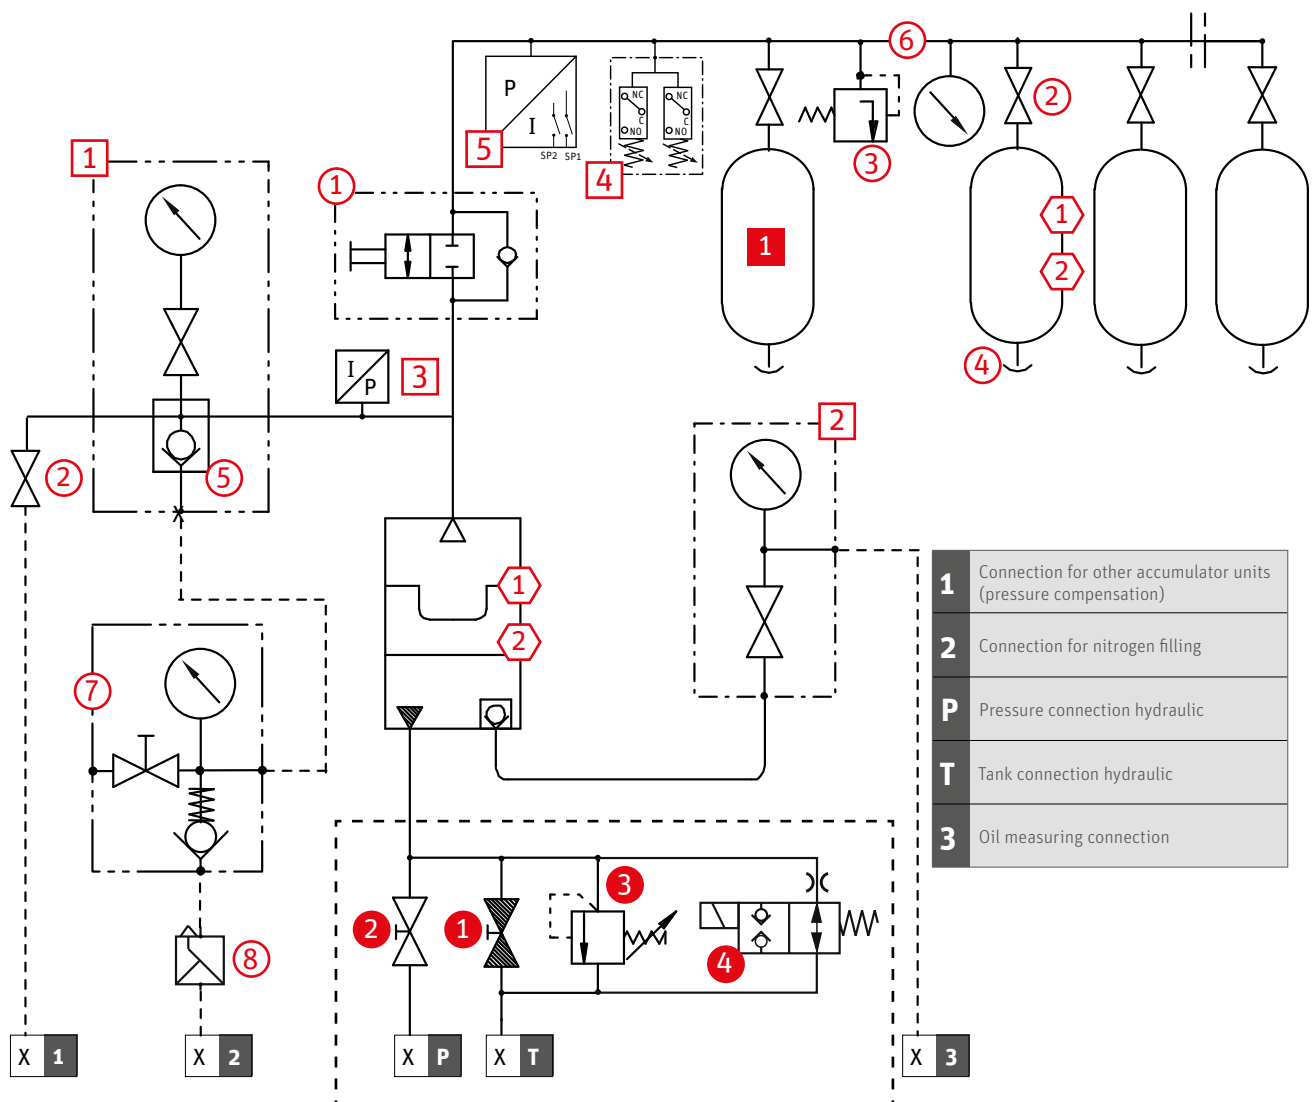 6
P
I
SP2 SP1
5
NC
C
NO
NC
C
NO
4
2
3
1
1
1
1
2
4
I
P
3
2
5
X
2
1
2
7
8
3
2
1
4
1 Connection for other accumulator units
(pressure compensation)
2 Connection for nitrogen filling
P Pressure connection hydraulic
T Tank connection hydraulic
3 Oil measuring connection
X 1
X 2
X P
X T
X 3